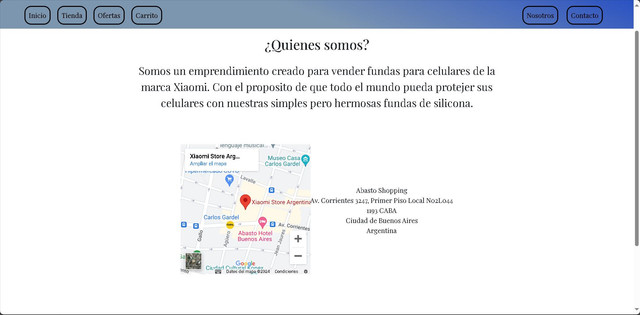 Inicio
Tienda
Ofertas
Carrito
Nosotros
Contacto
¿Quienes somos?
Somos un emprendimiento creado para vender fundas para celulares de la
marca Xiaomi. Con el proposito de que todo el mundo pueda protejer sus
celulares con nuestras simples pero hermosas fundas de silicona.
lenguaje Musical...
Xiaomi Store Arg...
Ampliar el mapa
Museo Casa
Carlos Gardel
Xiaomi Store Argentina
Carlos Gardel
Av. Corrientes
Abasto Hotel
Buenos Aires
Agüero
Jean Jaures
Gallo
Google
Datos del mapa ©2024
Condiciones
Abasto Shopping
Av. Corrientes 3247, Primer Piso Local No2L044
1193 CABA
Ciudad de Buenos Aires
Argentina